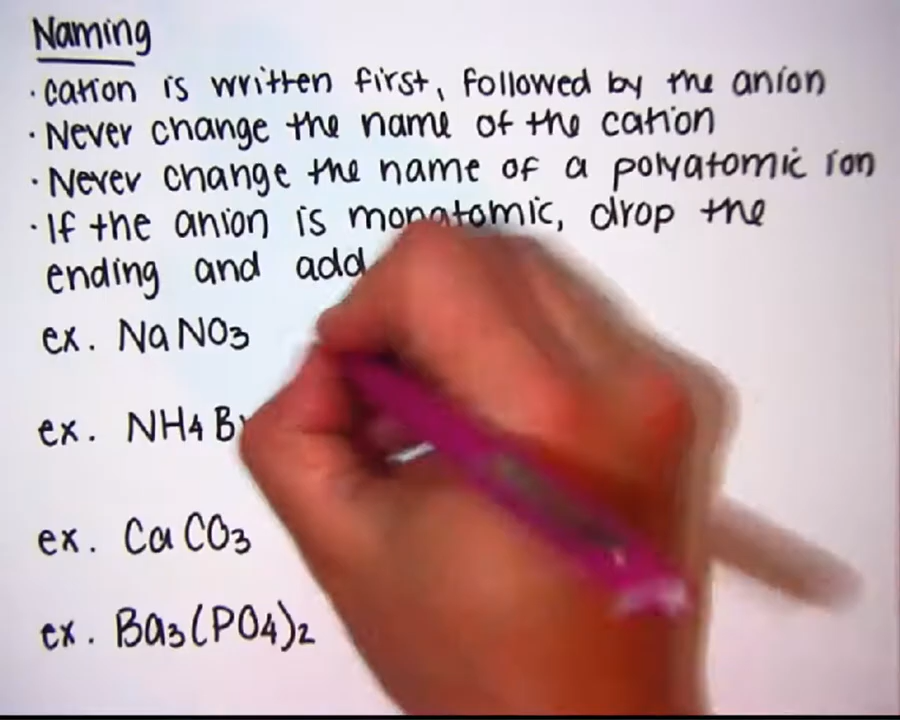 Naming
· cation is written first, followed by the anion
· Never change the name of the cation
· Never change the name of a polyatomic ion
· If the anion is monatomic, drop the
ending and add
ex. NaNO3
ex. NH4B
ex. CaCO3
ex. Ba3(PO4)2